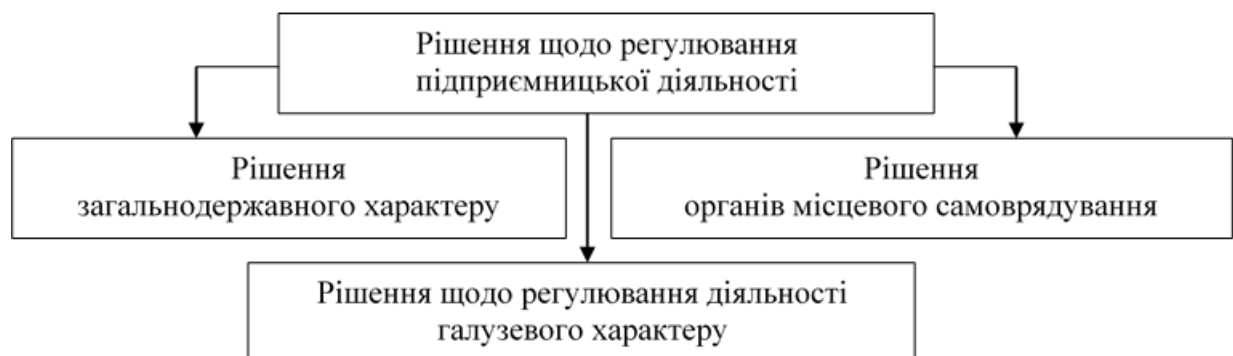 Рішення щодо регулювання
підприємницької діяльності
Рішення
загальнодержавного характеру
Рішення
органів місцевого самоврядування
Рішення щодо регулювання діяльності
галузевого характеру